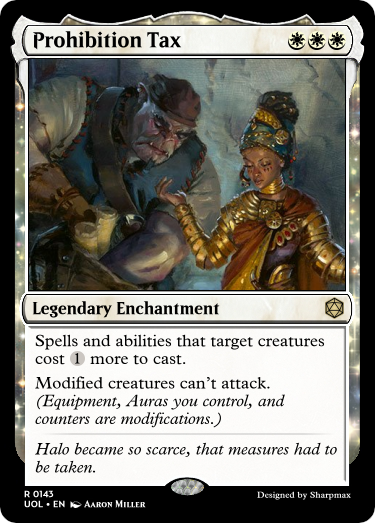 Prohibition Tax
Legendary Enchantment
Spells and abilities that target creatures
cost 1 more to cast.
Modified creatures can't attack.
(Equipment, Auras you control, and
counters are modifications.)
Halo became so scarce, that measures had to
be taken.
R 0143
UOL • EN AARON MILLER
Designed by Sharpmax